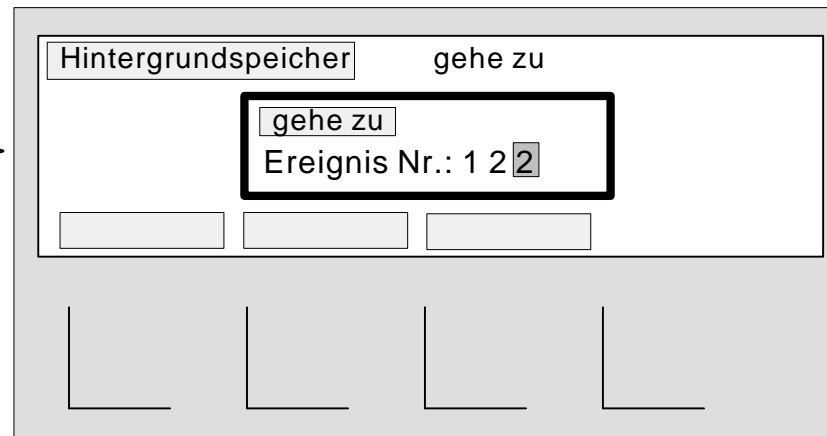 Hintergrundspeicher gehe zu
gehe zu
Ereignis Nr.: 1 2 2